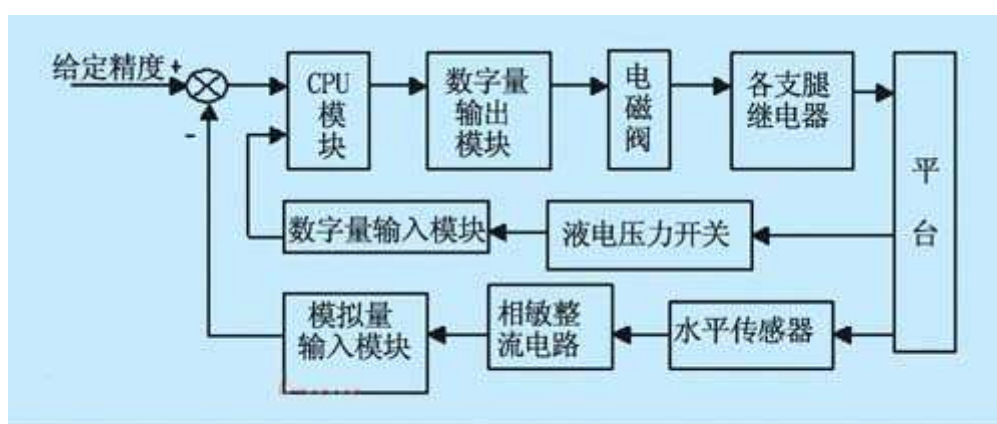 给定精度 +
-
CPU
模
块
数字量
输出
模块
电
磁
阀
各支腿
继电器
平
台
数字量输入模块
液电压力开关
模拟量
输入模块
相敏整
流电路
水平传感器